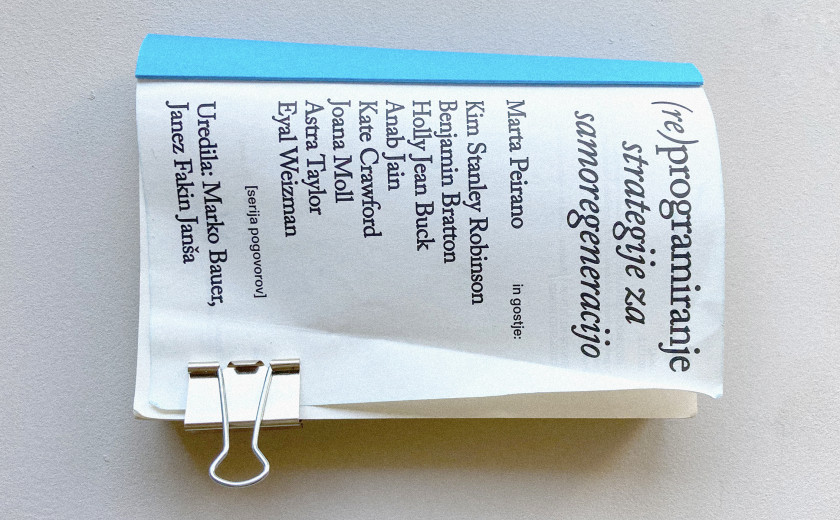 (re)programiranje
strategije za
samoregeneracijo
Marta Peirano in gostje:
Kim Stanley Robinson
Benjamin Bratton
Holly Jean Buck
Anab Jain
Kate Crawford
Joana Moll
Astra Taylor
Eyal Weizman
[serija pogovorov]
Uredila: Marko Bauer,
Janez Fakin Janša